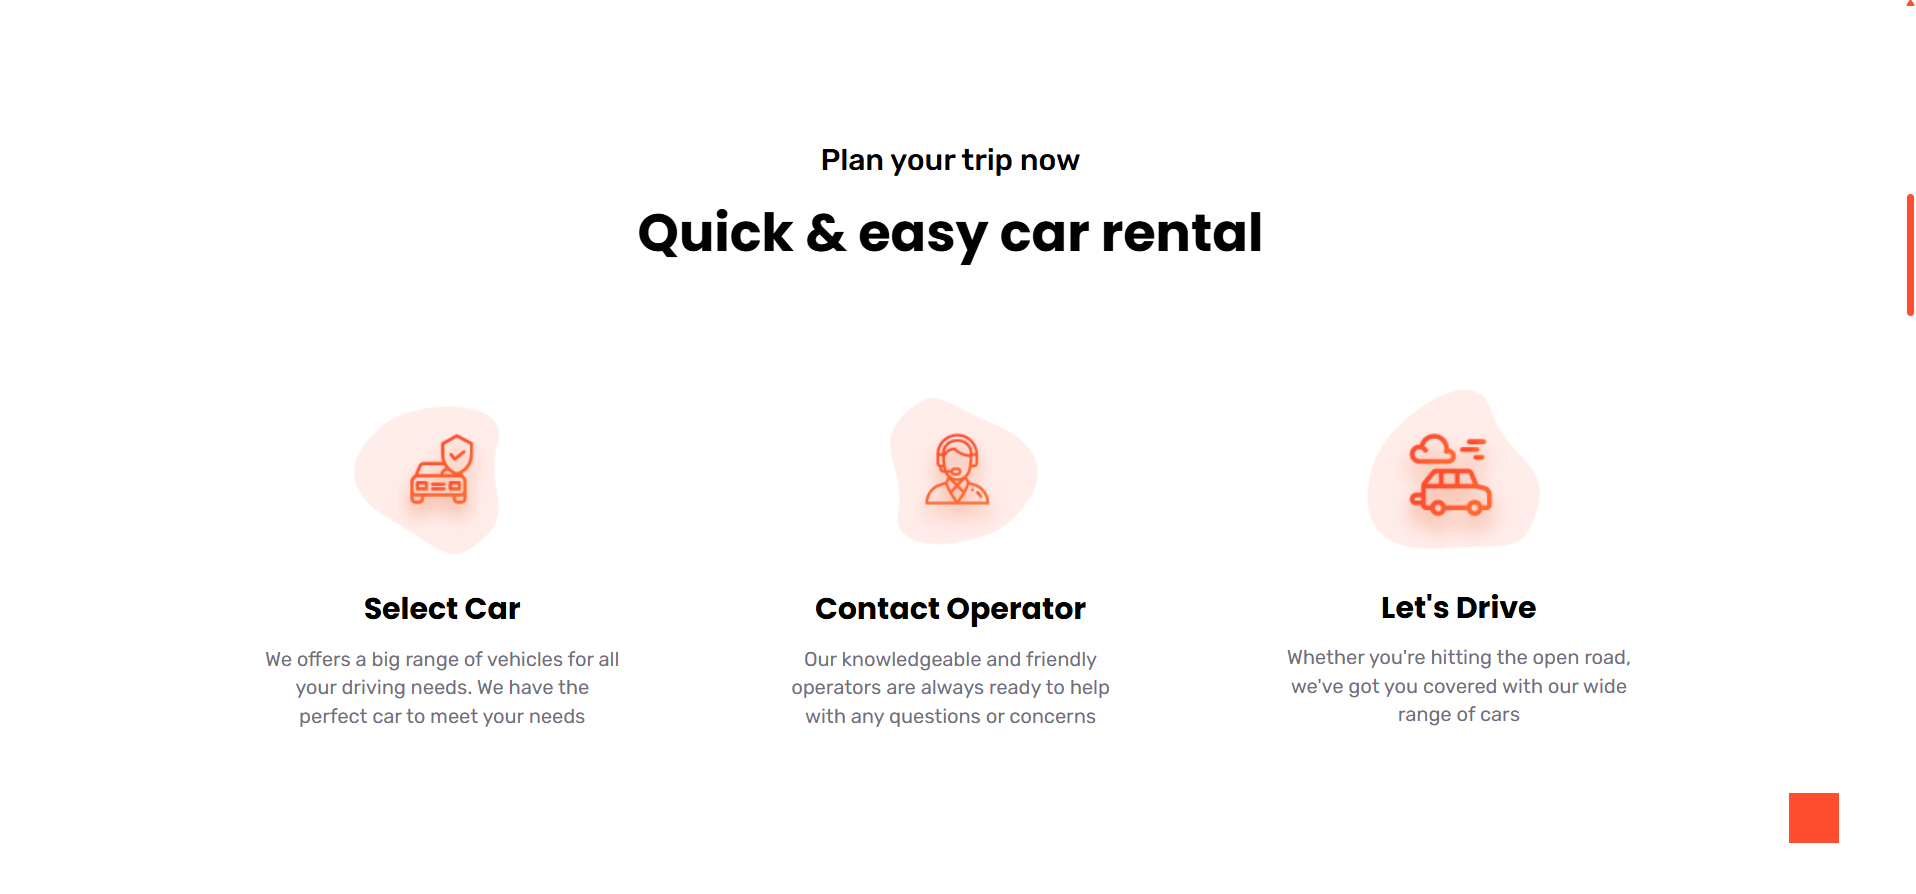 Plan your trip now
Quick & easy car rental
Select Car
We offers a big range of vehicles for all
your driving needs. We have the
perfect car to meet your needs
Contact Operator
Our knowledgeable and friendly
operators are always ready to help
with any questions or concerns
Let's Drive
Whether you're hitting the open road,
we've got you covered with our wide
range of cars